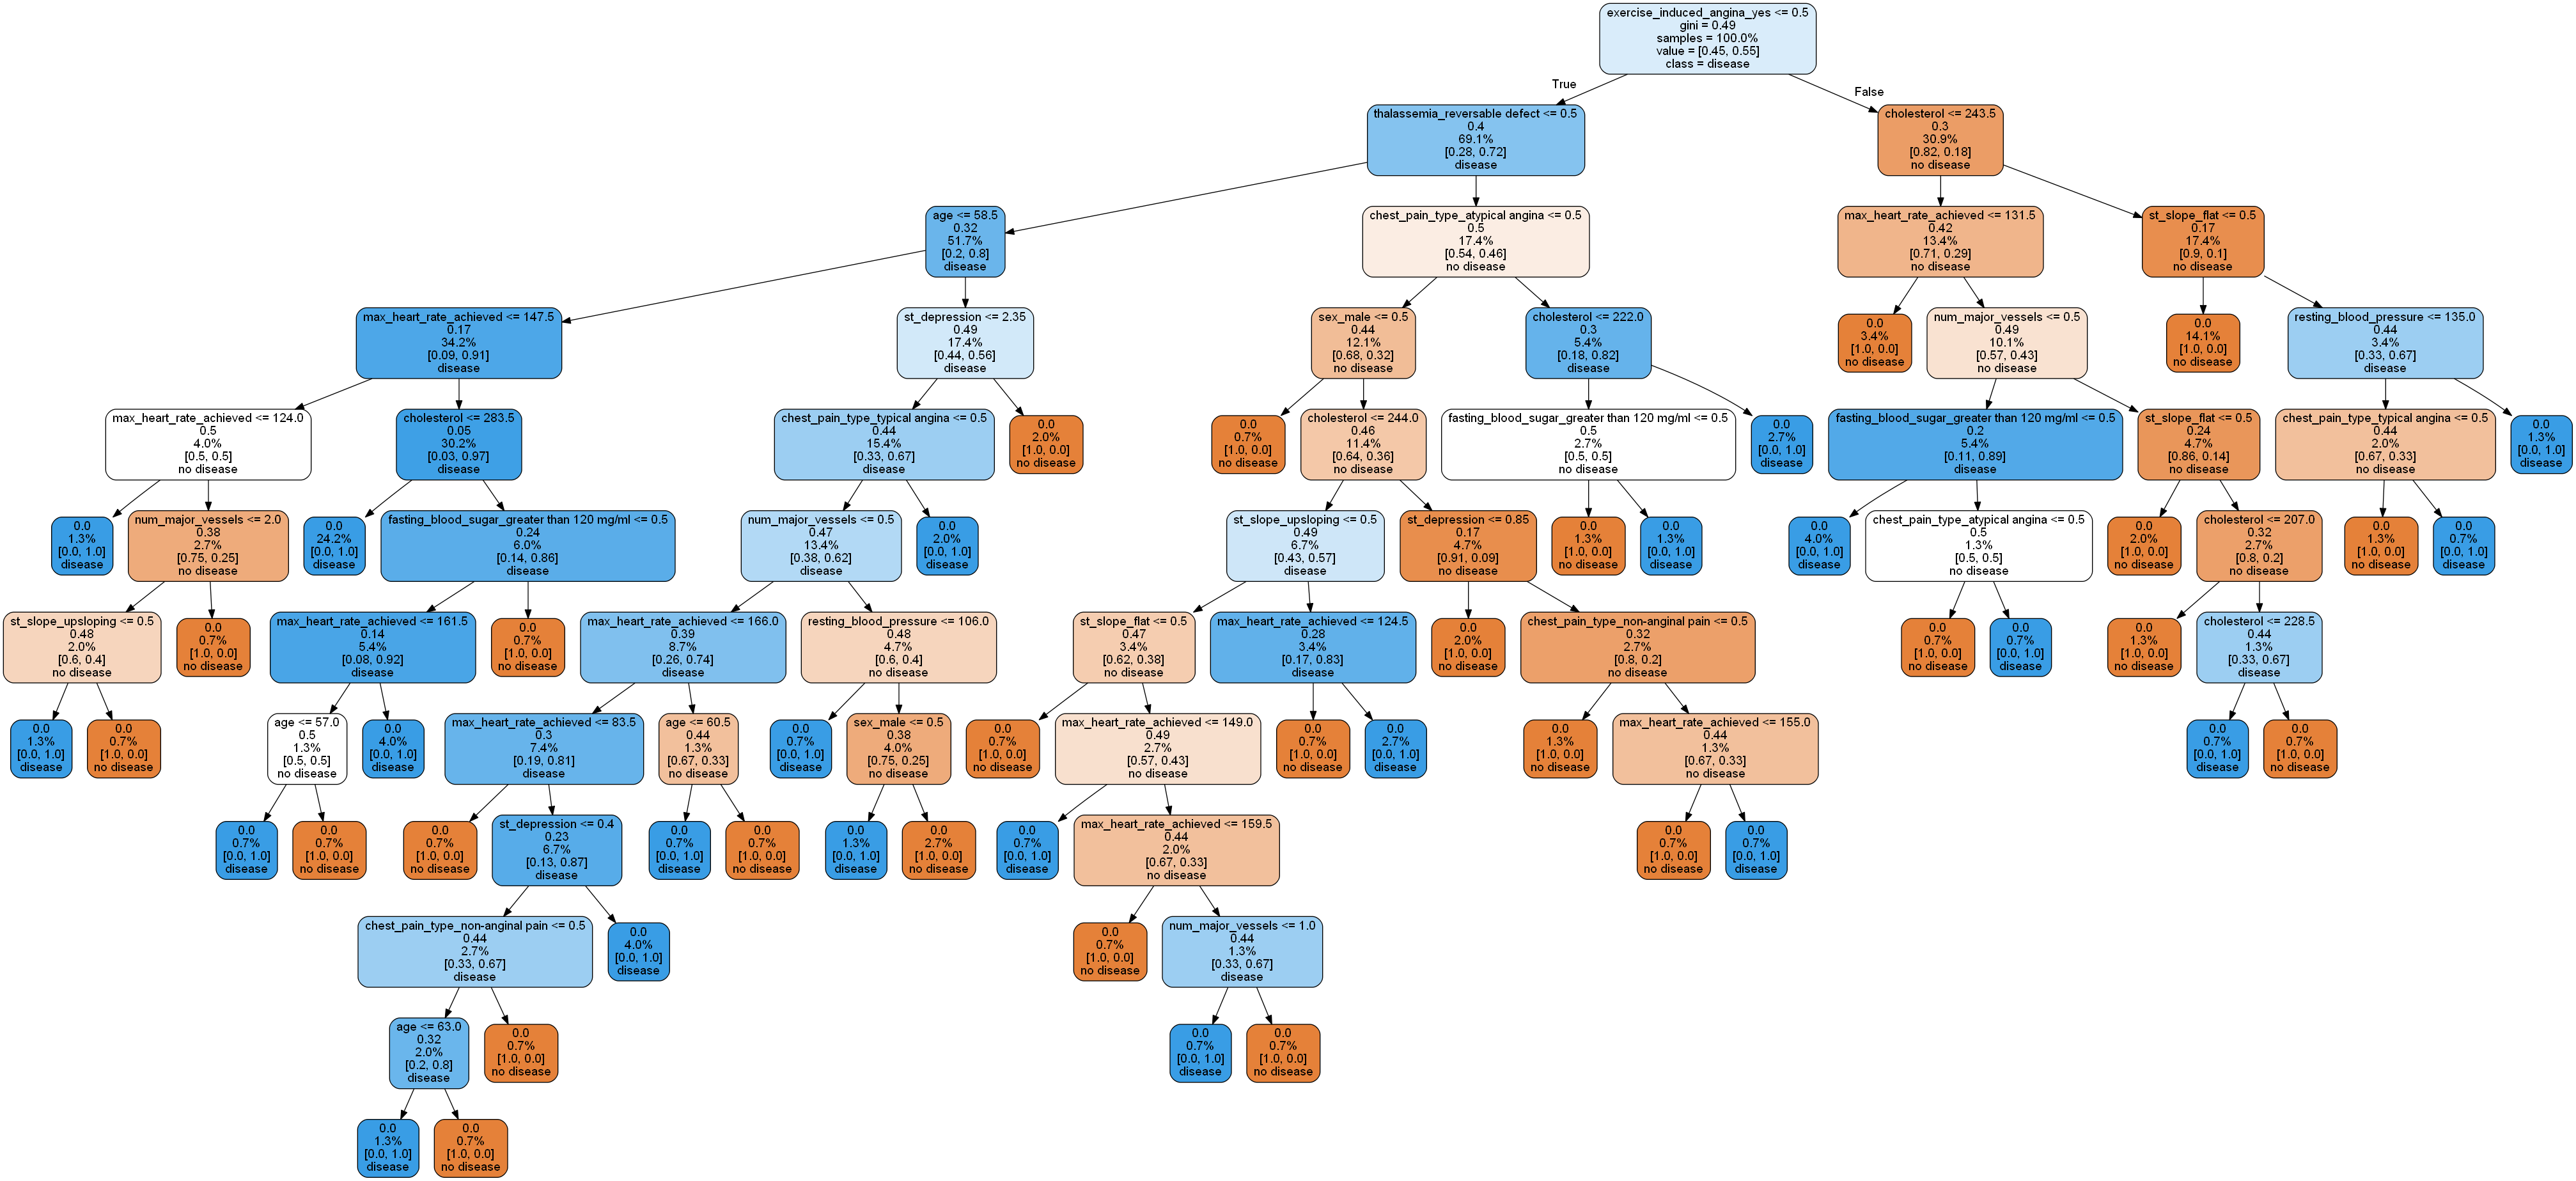 exercise_induced_angina_yes <= 0.5
gini = 0.49
samples = 100.0%
value = [0.45, 0.55]
class = disease
True
False
thalassemia_reversable defect <= 0.5
0.4
69.1%
[0.28, 0.72]
disease
cholesterol <= 243.5
0.3
30.9%
[0.82, 0.18]
no disease
age <= 58.5
0.32
51.7%
[0.2, 0.8]
disease
chest_pain_type_atypical angina <= 0.5
0.5
17.4%
[0.54, 0.46]
no disease
max_heart_rate_achieved <= 131.5
0.42
13.4%
[0.71, 0.29]
no disease
st_slope_flat <= 0.5
0.17
17.4%
[0.9, 0.1]
no disease
max_heart_rate_achieved <= 147.5
0.17
34.2%
[0.09, 0.91]
disease
st_depression <= 2.35
0.49
17.4%
[0.44, 0.56]
disease
sex_male <= 0.5
0.44
12.1%
[0.68, 0.32]
no disease
cholesterol <= 222.0
0.3
5.4%
[0.18, 0.82]
disease
0.0
3.4%
[1.0, 0.0]
no disease
num_major_vessels <= 0.5
0.49
10.1%
[0.57, 0.43]
no disease
0.0
14.1%
[1.0, 0.0]
no disease
resting_blood_pressure <= 135.0
0.44
3.4%
[0.33, 0.67]
disease
max_heart_rate_achieved <= 124.0
0.5
4.0%
[0.5, 0.5]
no disease
cholesterol <= 283.5
0.05
30.2%
[0.03, 0.97]
disease
chest_pain_type_typical angina <= 0.5
0.44
15.4%
[0.33, 0.67]
disease
0.0
2.0%
[1.0, 0.0]
no disease
0.0
0.7%
[1.0, 0.0]
no disease
cholesterol <= 244.0
0.46
11.4%
[0.64, 0.36]
no disease
fasting_blood_sugar_greater than 120 mg/ml <= 0.5
0.5
2.7%
[0.5, 0.5]
no disease
0.0
2.7%
[0.0, 1.0]
disease
fasting_blood_sugar_greater than 120 mg/ml <= 0.5
0.2
5.4%
[0.11, 0.89]
disease
st_slope_flat <= 0.5
0.24
4.7%
[0.86, 0.14]
no disease
chest_pain_type_typical angina <= 0.5
0.44
2.0%
[0.67, 0.33]
no disease
0.0
1.3%
[0.0, 1.0]
disease
0.0
1.3%
[0.0, 1.0]
disease
num_major_vessels <= 2.0
0.38
2.7%
[0.75, 0.25]
no disease
0.0
24.2%
[0.0, 1.0]
disease
fasting_blood_sugar_greater than 120 mg/ml <= 0.5
0.24
6.0%
[0.14, 0.86]
disease
num_major_vessels <= 0.5
0.47
13.4%
[0.38, 0.62]
disease
0.0
2.0%
[0.0, 1.0]
disease
st_slope_upsloping <= 0.5
0.49
6.7%
[0.43, 0.57]
disease
st_depression <= 0.85
0.17
4.7%
[0.91, 0.09]
no disease
0.0
1.3%
[1.0, 0.0]
no disease
0.0
1.3%
[0.0, 1.0]
disease
0.0
4.0%
[0.0, 1.0]
disease
chest_pain_type_atypical angina <= 0.5
0.5
1.3%
[0.5, 0.5]
no disease
0.0
2.0%
[1.0, 0.0]
no disease
cholesterol <= 207.0
0.32
2.7%
[0.8, 0.2]
no disease
0.0
1.3%
[1.0, 0.0]
no disease
0.0
0.7%
[0.0, 1.0]
disease
st_slope_upsloping <= 0.5
0.48
2.0%
[0.6, 0.4]
no disease
0.0
0.7%
[1.0, 0.0]
no disease
max_heart_rate_achieved <= 161.5
0.14
5.4%
[0.08, 0.92]
disease
0.0
0.7%
[1.0, 0.0]
no disease
max_heart_rate_achieved <= 166.0
0.39
8.7%
[0.26, 0.74]
disease
resting_blood_pressure <= 106.0
0.48
4.7%
[0.6, 0.4]
no disease
st_slope_flat <= 0.5
0.47
3.4%
[0.62, 0.38]
no disease
max_heart_rate_achieved <= 124.5
0.28
3.4%
[0.17, 0.83]
disease
0.0
2.0%
[1.0, 0.0]
no disease
chest_pain_type_non-anginal pain <= 0.5
0.32
2.7%
[0.8, 0.2]
no disease
0.0
0.7%
[1.0, 0.0]
no disease
0.0
0.7%
[0.0, 1.0]
disease
0.0
1.3%
[1.0, 0.0]
no disease
cholesterol <= 228.5
0.44
1.3%
[0.33, 0.67]
disease
0.0
1.3%
[0.0, 1.0]
disease
0.0
0.7%
[1.0, 0.0]
no disease
age <= 57.0
0.5
1.3%
[0.5, 0.5]
no disease
0.0
4.0%
[0.0, 1.0]
disease
max_heart_rate_achieved <= 83.5
0.3
7.4%
[0.19, 0.81]
disease
age <= 60.5
0.44
1.3%
[0.67, 0.33]
no disease
0.0
0.7%
[0.0, 1.0]
disease
sex_male <= 0.5
0.38
4.0%
[0.75, 0.25]
no disease
0.0
0.7%
[1.0, 0.0]
no disease
max_heart_rate_achieved <= 149.0
0.49
2.7%
[0.57, 0.43]
no disease
0.0
0.7%
[1.0, 0.0]
no disease
0.0
2.7%
[0.0, 1.0]
disease
0.0
1.3%
[1.0, 0.0]
no disease
max_heart_rate_achieved <= 155.0
0.44
1.3%
[0.67, 0.33]
no disease
0.0
0.7%
[0.0, 1.0]
disease
0.0
0.7%
[1.0, 0.0]
no disease
0.0
0.7%
[0.0, 1.0]
disease
0.0
0.7%
[1.0, 0.0]
no disease
0.0
0.7%
[1.0, 0.0]
no disease
st_depression <= 0.4
0.23
6.7%
[0.13, 0.87]
disease
0.0
0.7%
[0.0, 1.0]
disease
0.0
0.7%
[1.0, 0.0]
no disease
0.0
1.3%
[0.0, 1.0]
disease
0.0
2.7%
[1.0, 0.0]
no disease
0.0
0.7%
[0.0, 1.0]
disease
max_heart_rate_achieved <= 159.5
0.44
2.0%
[0.67, 0.33]
no disease
0.0
0.7%
[1.0, 0.0]
no disease
0.0
0.7%
[0.0, 1.0]
disease
chest_pain_type_non-anginal pain <= 0.5
0.44
2.7%
[0.33, 0.67]
disease
0.0
4.0%
[0.0, 1.0]
disease
0.0
0.7%
[1.0, 0.0]
no disease
num_major_vessels <= 1.0
0.44
1.3%
[0.33, 0.67]
disease
age <= 63.0
0.32
2.0%
[0.2, 0.8]
disease
0.0
0.7%
[1.0, 0.0]
no disease
0.0
0.7%
[0.0, 1.0]
disease
0.0
0.7%
[1.0, 0.0]
no disease
0.0
1.3%
[0.0, 1.0]
disease
0.0
0.7%
[1.0, 0.0]
no disease